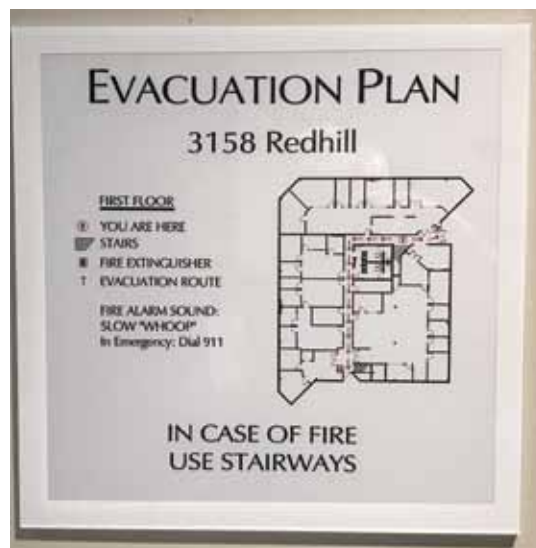 EVACUATION PLAN
3158 Redhill
FIRST FLOOR
YOU ARE HERE
STAIRS
FIRE EXTINGUISHER
EVACUATION ROUTE
FIRE ALARM SOUND:
SLOW "WHOOP"
In Emergency: Dial 911
IN CASE OF FIRE
USE STAIRWAYS